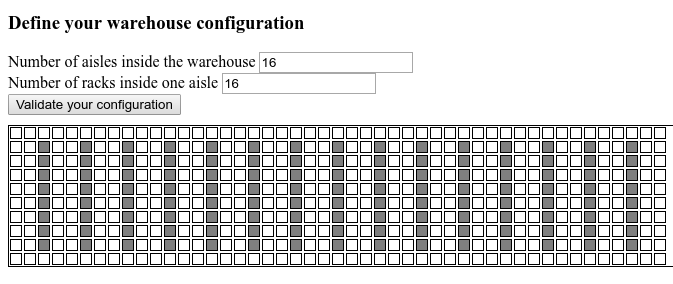 Define your warehouse configuration
Number of aisles inside the warehouse 16
Number of racks inside one aisle 16
Validate your configuration